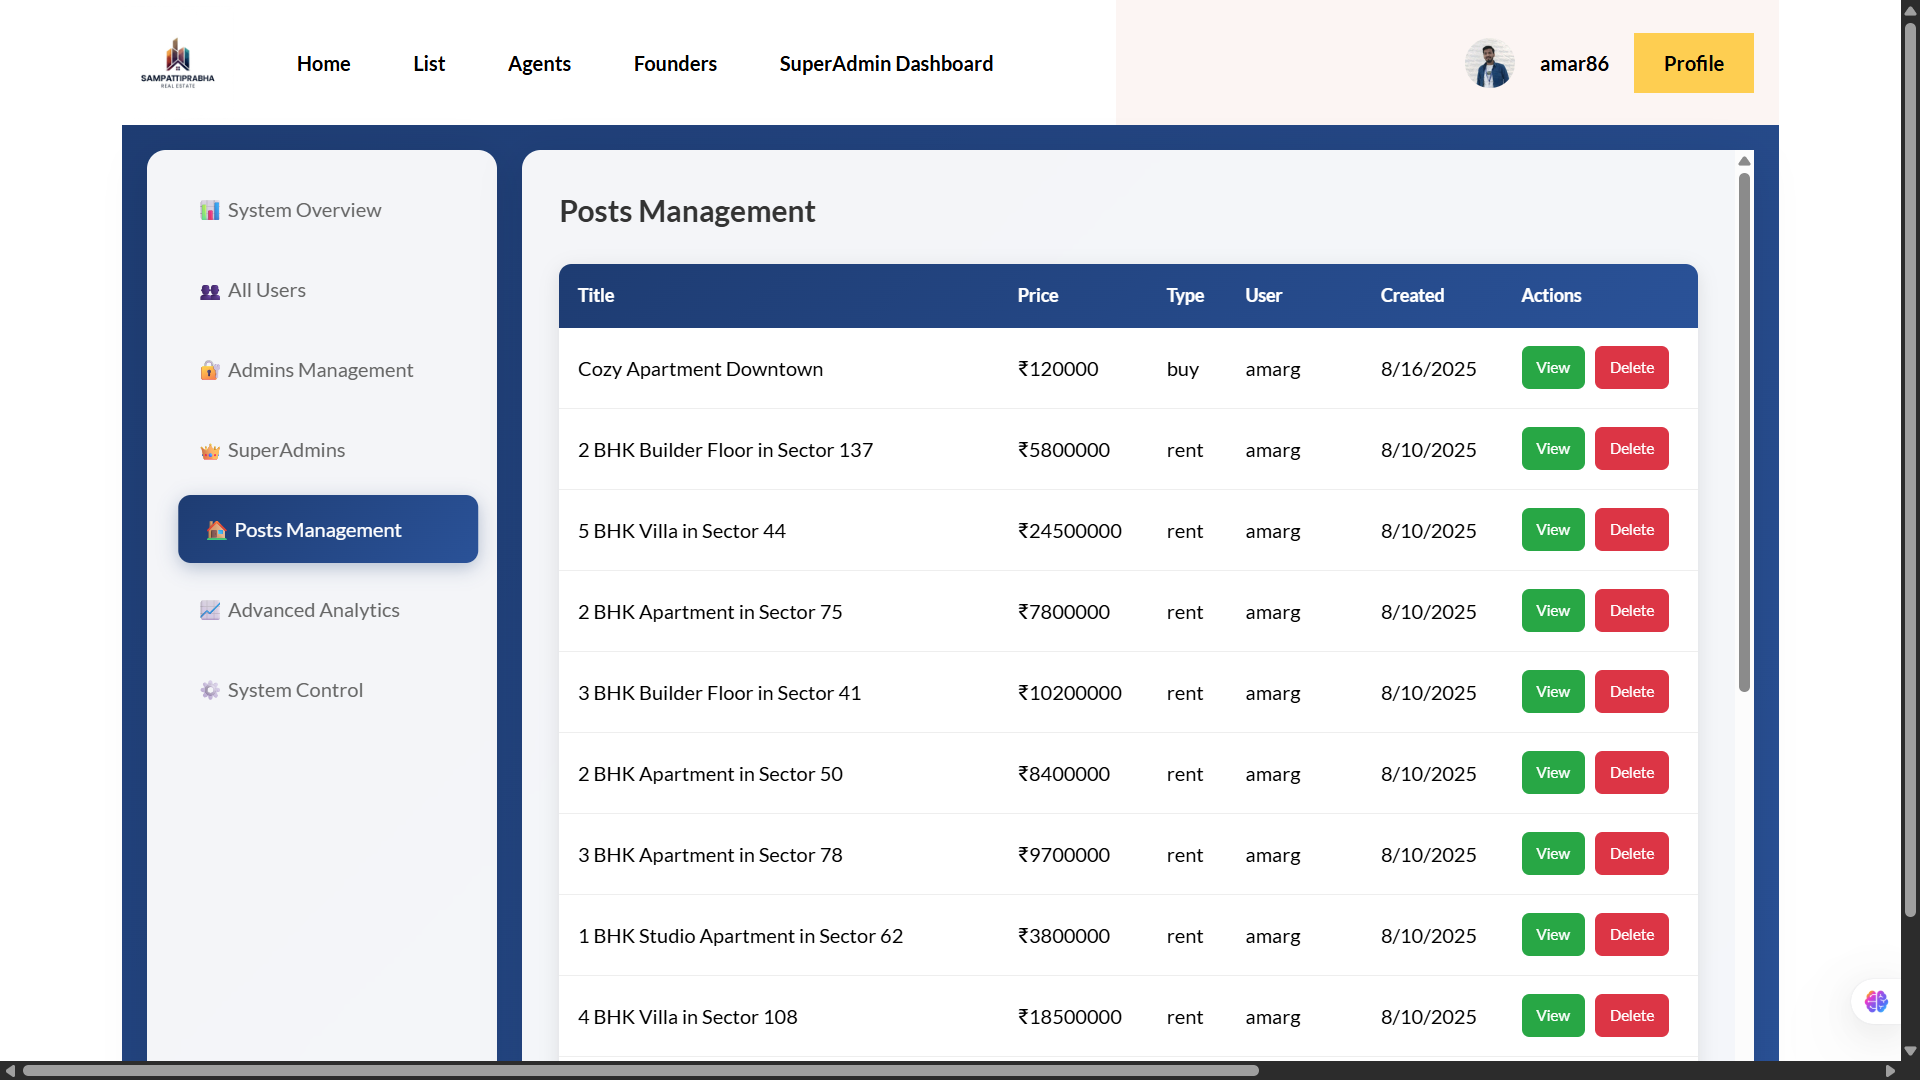 SAMPATTIPRABHA
REAL ESTATE
Home List Agents Founders SuperAdmin Dashboard amar86 Profile
System Overview
All Users
Admins Management
SuperAdmins
Posts Management
Advanced Analytics
System Control
Posts Management
Title Price Type User Created Actions
Cozy Apartment Downtown ₹120000 buy amarg 8/16/2025 View Delete
2 BHK Builder Floor in Sector 137 ₹5800000 rent amarg 8/10/2025 View Delete
5 BHK Villa in Sector 44 ₹24500000 rent amarg 8/10/2025 View Delete
2 BHK Apartment in Sector 75 ₹7800000 rent amarg 8/10/2025 View Delete
3 BHK Builder Floor in Sector 41 ₹10200000 rent amarg 8/10/2025 View Delete
2 BHK Apartment in Sector 50 ₹8400000 rent amarg 8/10/2025 View Delete
3 BHK Apartment in Sector 78 ₹9700000 rent amarg 8/10/2025 View Delete
1 BHK Studio Apartment in Sector 62 ₹3800000 rent amarg 8/10/2025 View Delete
4 BHK Villa in Sector 108 ₹18500000 rent amarg 8/10/2025 View Delete